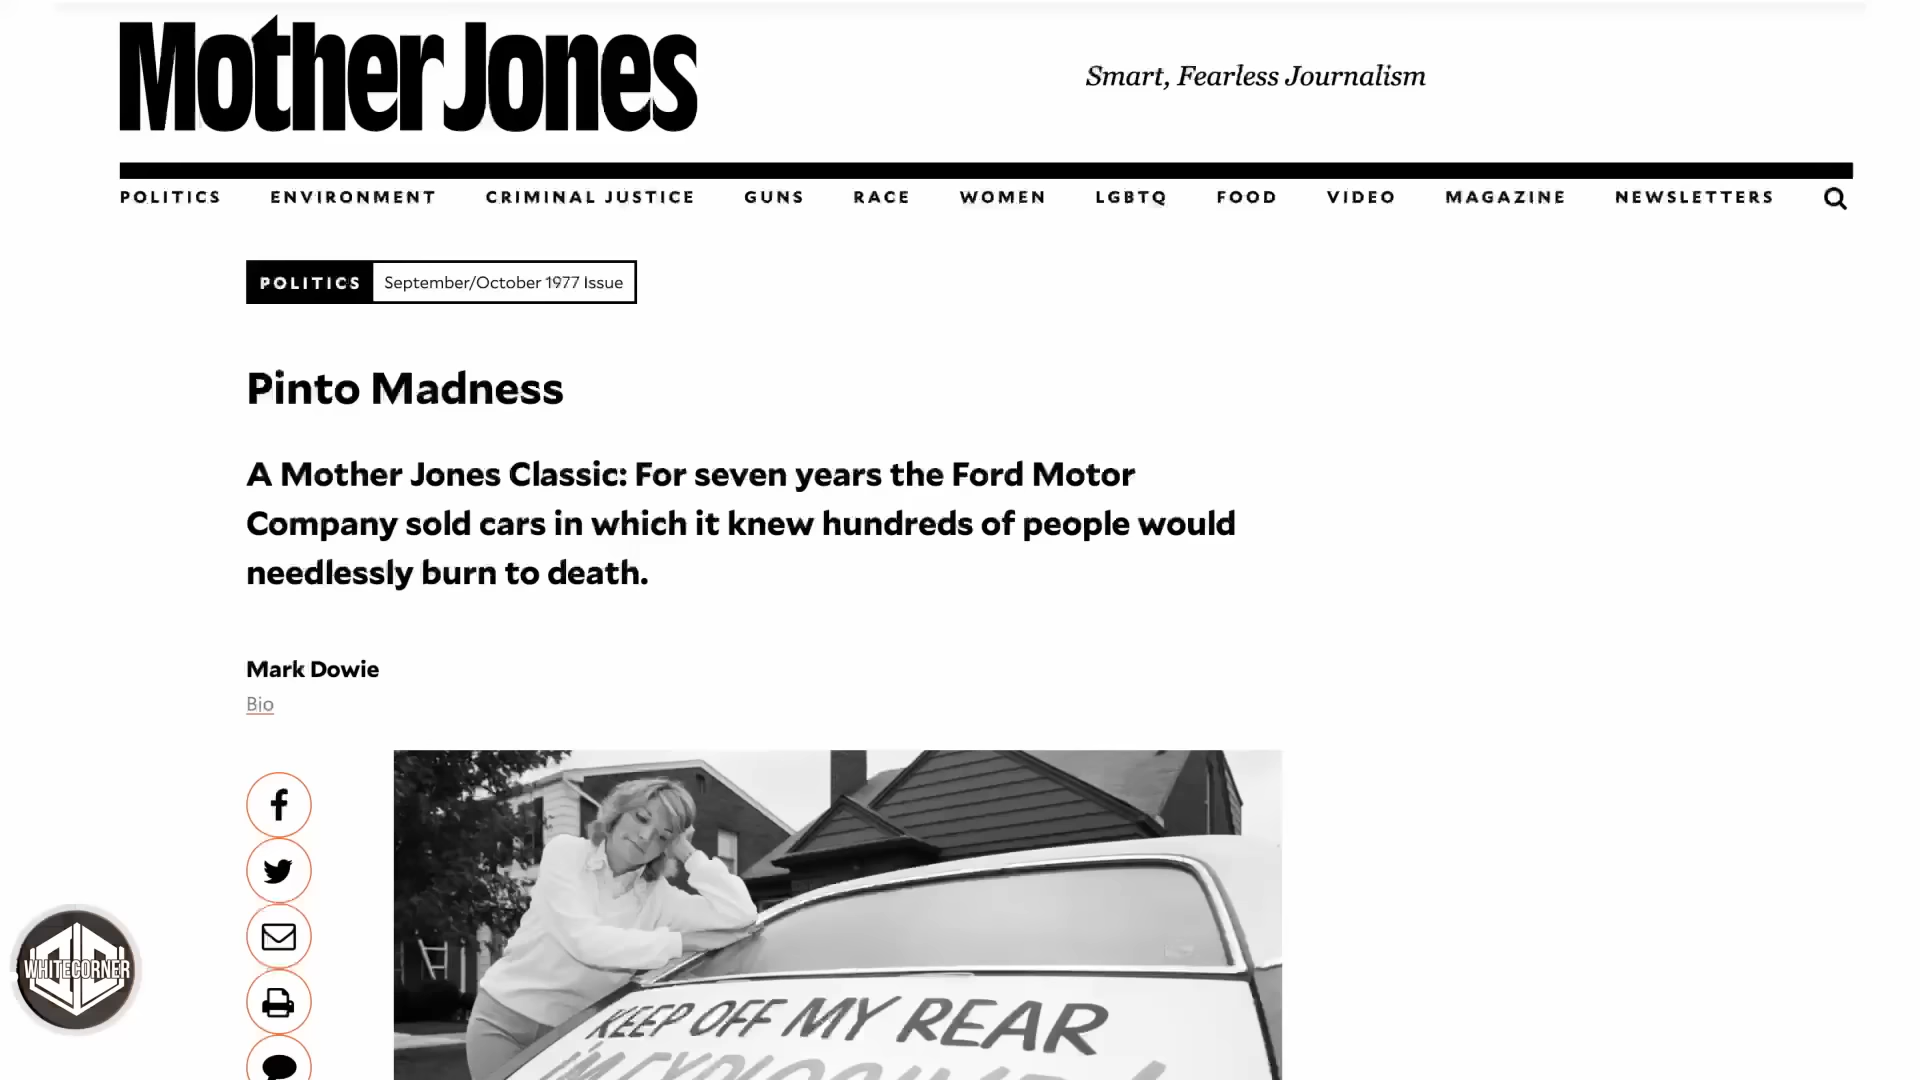 Mother Jones
Smart, Fearless Journalism
POLITICS ENVIRONMENT CRIMINAL JUSTICE GUNS RACE WOMEN LGBTQ FOOD VIDEO MAGAZINE NEWSLETTERS
POLITICS September/October 1977 Issue
Pinto Madness
A Mother Jones Classic: For seven years the Ford Motor
Company sold cars in which it knew hundreds of people would
needlessly burn to death.
Mark Dowie
Bio
WHITECORNER
KEEP OFF MY REAR